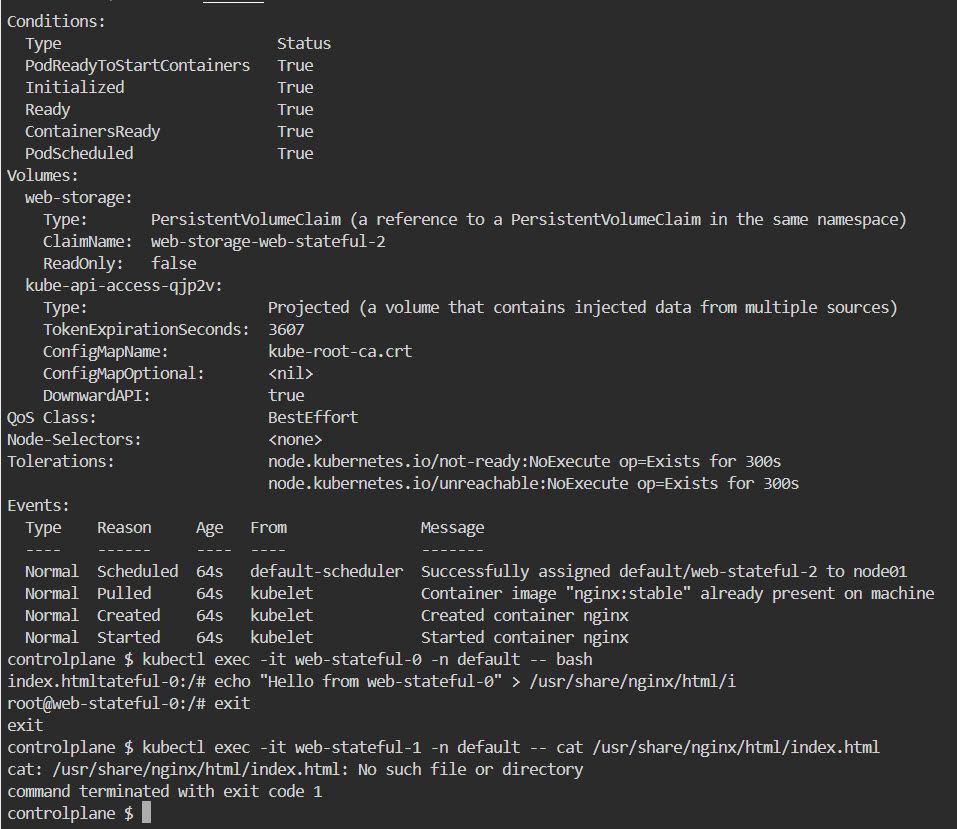 Conditions:
  Type                        Status
  PodReadyToStartContainers   True
  Initialized                 True
  Ready                       True
  ContainersReady             True
  PodScheduled                True
Volumes:
  web-storage:
    Type:       PersistentVolumeClaim (a reference to a PersistentVolumeClaim in the same namespace)
    ClaimName:  web-storage-web-stateful-2
    ReadOnly:   false
  kube-api-access-qjp2v:
    Type:                    Projected (a volume that contains injected data from multiple sources)
    TokenExpirationSeconds:  3607
    ConfigMapName:           kube-root-ca.crt
    ConfigMapOptional:       <nil>
    DownwardAPI:             true
QoS Class:                   BestEffort
Node-Selectors:              <none>
Tolerations:                 node.kubernetes.io/not-ready:NoExecute op=Exists for 300s
                             node.kubernetes.io/unreachable:NoExecute op=Exists for 300s
Events:
  Type    Reason     Age   From               Message
  ----    ------     ----  ----               -------
  Normal  Scheduled  64s   default-scheduler  Successfully assigned default/web-stateful-2 to node01
  Normal  Pulled     64s   kubelet            Container image "nginx:stable" already present on machine
  Normal  Created    64s   kubelet            Created container nginx
  Normal  Started    64s   kubelet            Started container nginx
controlplane $ kubectl exec -it web-stateful-0 -n default -- bash
index.htmltateful-0:/# echo "Hello from web-stateful-0" > /usr/share/nginx/html/i
root@web-stateful-0:/# exit
exit
controlplane $ kubectl exec -it web-stateful-1 -n default -- cat /usr/share/nginx/html/index.html
cat: /usr/share/nginx/html/index.html: No such file or directory
command terminated with exit code 1
controlplane $